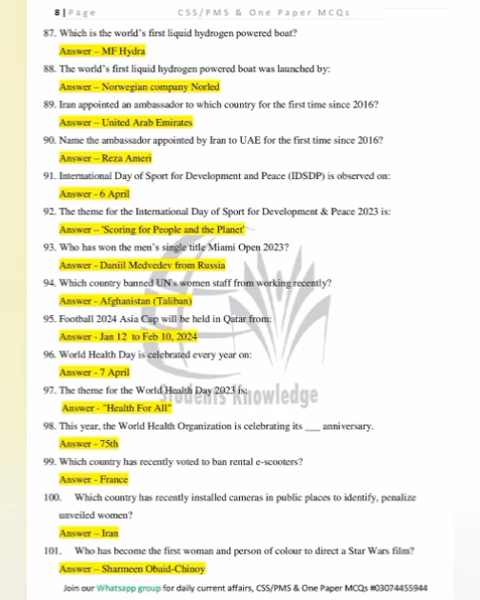 8 | Page CSS/PMS & One Paper MCQs
87. Which is the world's first liquid hydrogen powered boat?
Answer – MF Hydra
88. The world's first liquid hydrogen powered boat was launched by:
Answer – Norwegian company Norled
89. Iran appointed an ambassador to which country for the first time since 2016?
Answer – United Arab Emirates
90. Name the ambassador appointed by Iran to UAE for the first time since 2016?
Answer – Reza Ameri
91. International Day of Sport for Development and Peace (IDSDP) is observed on:
Answer - 6 April
92. The theme for the International Day of Sport for Development & Peace 2023 is:
Answer – 'Scoring for People and the Planet'
93. Who has won the men's single title Miami Open 2023?
Answer - Daniil Medvedev from Russia
94. Which country banned UN's women staff from working recently?
Answer - Afghanistan (Taliban)
95. Football 2024 Asia Cup will be held in Qatar from:
Answer - Jan 12 to Feb 10, 2024
96. World Health Day is celebrated every year on:
Answer - 7 April
97. The theme for the World Health Day 2023 is:
Students Knowledge
Answer - "Health For All"
98. This year, the World Health Organization is celebrating its ___ anniversary.
Answer - 75th
99. Which country has recently voted to ban rental e-scooters?
Answer - France
100. Which country has recently installed cameras in public places to identify, penalize
unveiled women?
Answer – Iran
101. Who has become the first woman and person of colour to direct a Star Wars film?
Answer – Sharmeen Obaid-Chinoy
Join our Whatsapp group for daily current affairs, CSS/PMS & One Paper MCQs #03074455944